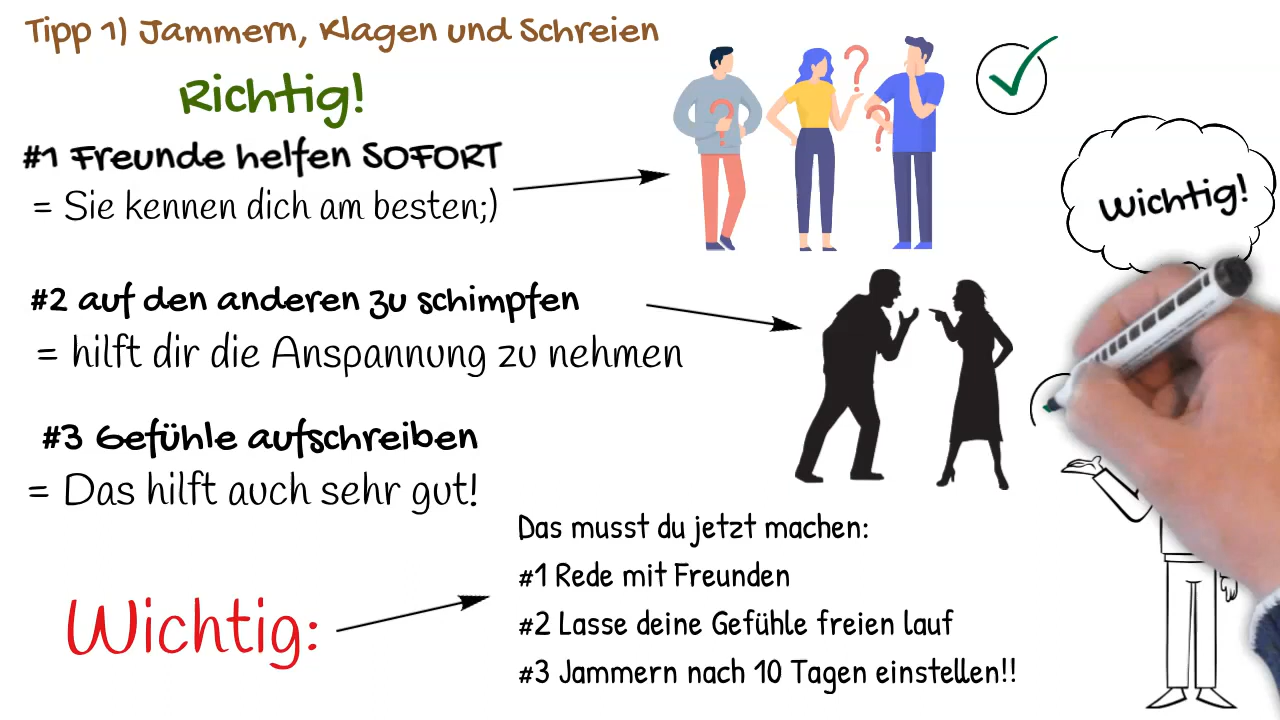 Tipp 1) Jammern, Klagen und Schreien
Richtig!
#1 Freunde helfen SOFORT
= Sie kennen dich am besten;)
Wichtig!
#2 auf den anderen zu schimpfen
= hilft dir die Anspannung zu nehmen
#3 Gefühle aufschreiben
= Das hilft auch sehr gut!
Wichtig:
Das musst du jetzt machen:
#1 Rede mit Freunden
#2 Lasse deine Gefühle freien lauf
#3 Jammern nach 10 Tagen einstellen!!
? ? ?